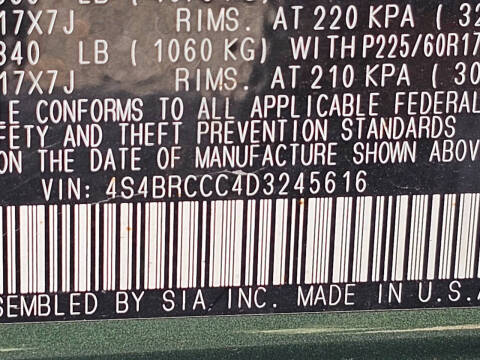 LB
17X7J RIMS. AT 220 KPA ( 32
340 LB ( 1060 KG) WITH P225/60R17
17X7J RIMS. AT 210 KPA ( 30
LE CONFORMS TO ALL APPLICABLE FEDERAL
FETY AND THEFT PREVENTION STANDARDS
ON THE DATE OF MANUFACTURE SHOWN ABOV
VIN: 4S4BRCCC4D3245616
SEMBLED BY SIA, INC. MADE IN U.S.A